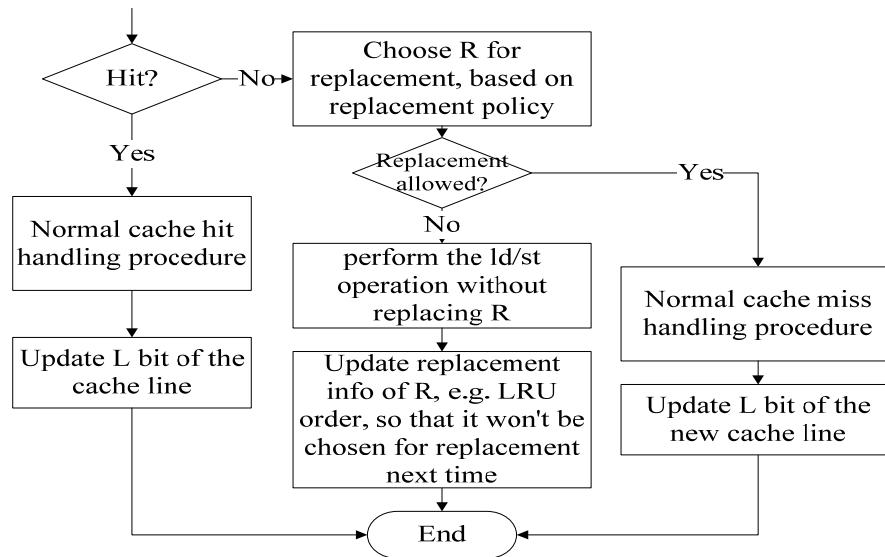 Hit?
No
Choose R for
replacement, based on
replacement policy
Yes
Replacement
allowed?
Yes
No
Normal cache hit
handling procedure
perform the ld/st
operation without
replacing R
Normal cache miss
handling procedure
Update L bit of the
cache line
Update replacement
info of R, e.g. LRU
order, so that it won't be
chosen for replacement
next time
Update L bit of the
new cache line
End